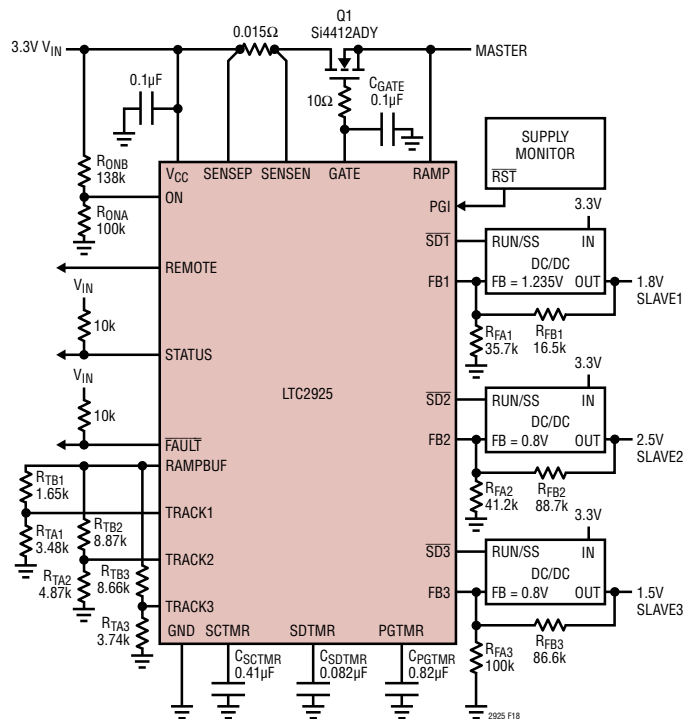 Q1
Si4412ADY
0.015Ω
3.3V VIN
MASTER
0.1µF
10Ω
CGATE
0.1µF
SUPPLY
MONITOR
RST
RONB
138k
RONA
100k
VCC
SENSEP
SENSEN
GATE
RAMP
ON
PGI
REMOTE
VIN
10k
STATUS
VIN
10k
FAULT
LTC2925
RAMPBUF
RTB1
1.65k
TRACK1
RTA1
3.48k
RTB2
8.87k
TRACK2
RTA2
4.87k
RTB3
8.66k
TRACK3
RTA3
3.74k
GND
SCTMR
SDTMR
PGTMR
CSCTMR
0.41µF
CSDTMR
0.082µF
CPGTMR
0.82µF
SD1
FB1
3.3V
RUN/SS
IN
DC/DC
FB = 1.235V
OUT
1.8V
SLAVE1
RFA1
35.7k
RFB1
16.5k
SD2
FB2
3.3V
RUN/SS
IN
DC/DC
FB = 0.8V
OUT
2.5V
SLAVE2
RFA2
41.2k
RFB2
88.7k
SD3
FB3
3.3V
RUN/SS
IN
DC/DC
FB = 0.8V
OUT
1.5V
SLAVE3
RFA3
100k
RFB3
86.6k
2925 F18